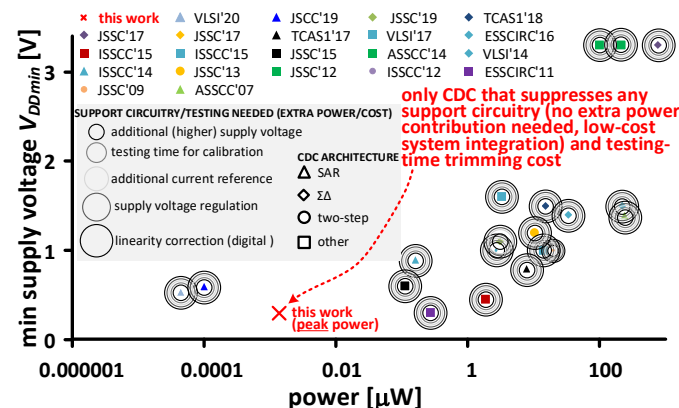 this work VLSI'20 JSCC'19 JSSC'19 TCAS1'18
JSSC'17 JSSC'17 TCAS1'17 VLSI'17 ESSCIRC'16
ISSCC'15 ISSCC'15 JSSC'15 ASSCC'14 VLSI'14
ISSCC'14 JSSC'13 JSSC'12 ISSCC'12 ESSCIRC'11
JSSC'09 ASSCC'07
SUPPORT CIRCUITRY/TESTING NEEDED (EXTRA POWER/COST)
additional (higher) supply voltage
testing time for calibration
additional current reference
supply voltage regulation
linearity correction (digital )
CDC ARCHITECTURE
SAR
ΣΔ
two-step
other
only CDC that suppresses any
support circuitry (no extra power
contribution needed, low-cost
system integration) and testing-
time trimming cost
this work
(peak power)
min supply voltage VDDmin [V]
3
2
1
0
0.000001 0.0001 0.01 1 100
power [µW]